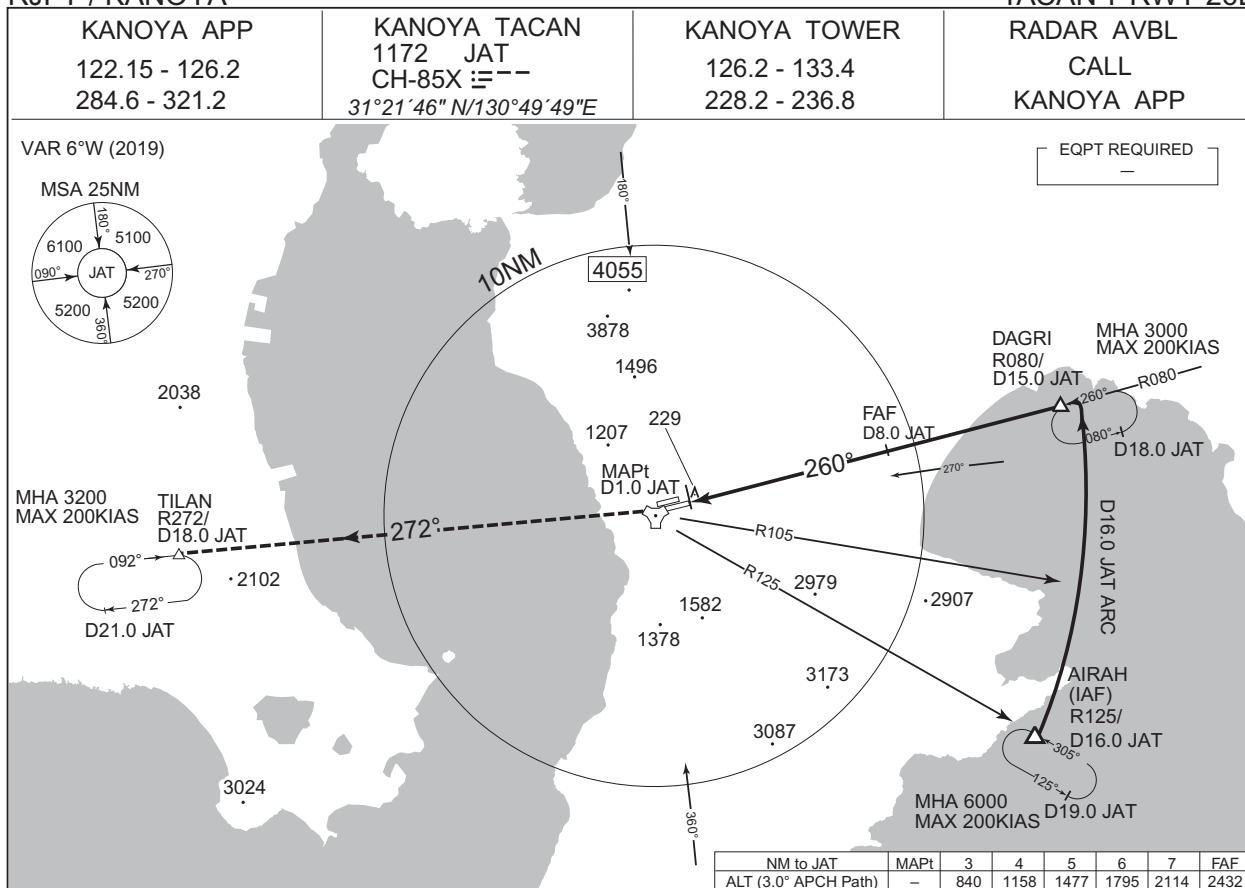 KANOYA APP
122.15 - 126.2
284.6 - 321.2
KANOYA TACAN
1172 JAT
CH-85X
31°21´46" N/130°49´49"E
KANOYA TOWER
126.2 - 133.4
228.2 - 236.8
RADAR AVBL
CALL
KANOYA APP
VAR 6°W (2019)
EQPT REQUIRED
–
MSA 25NM
180°
6100
5100
090°
JAT
270°
5200
5200
360°
180°
10NM
4055
3878
1496
2038
229
1207
MAPt
D1.0 JAT
A
FAF
D8.0 JAT
260°
270°
DAGRI
R080/
D15.0 JAT
MHA 3000
MAX 200KIAS
R080
260°
080°
D18.0 JAT
MHA 3200
MAX 200KIAS
TILAN
R272/
D18.0 JAT
272°
092°
272°
D21.0 JAT
2102
R105
R125
D16.0 JAT ARC
2979
2907
1582
1378
3173
3087
AIRAH
(IAF)
R125/
D16.0 JAT
305°
125°
D19.0 JAT
MHA 6000
MAX 200KIAS
3024
360°
NM to JAT MAPt 3 4 5 6 7 FAF
ALT (3.0° APCH Path) – 840 1158 1477 1795 2114 2432